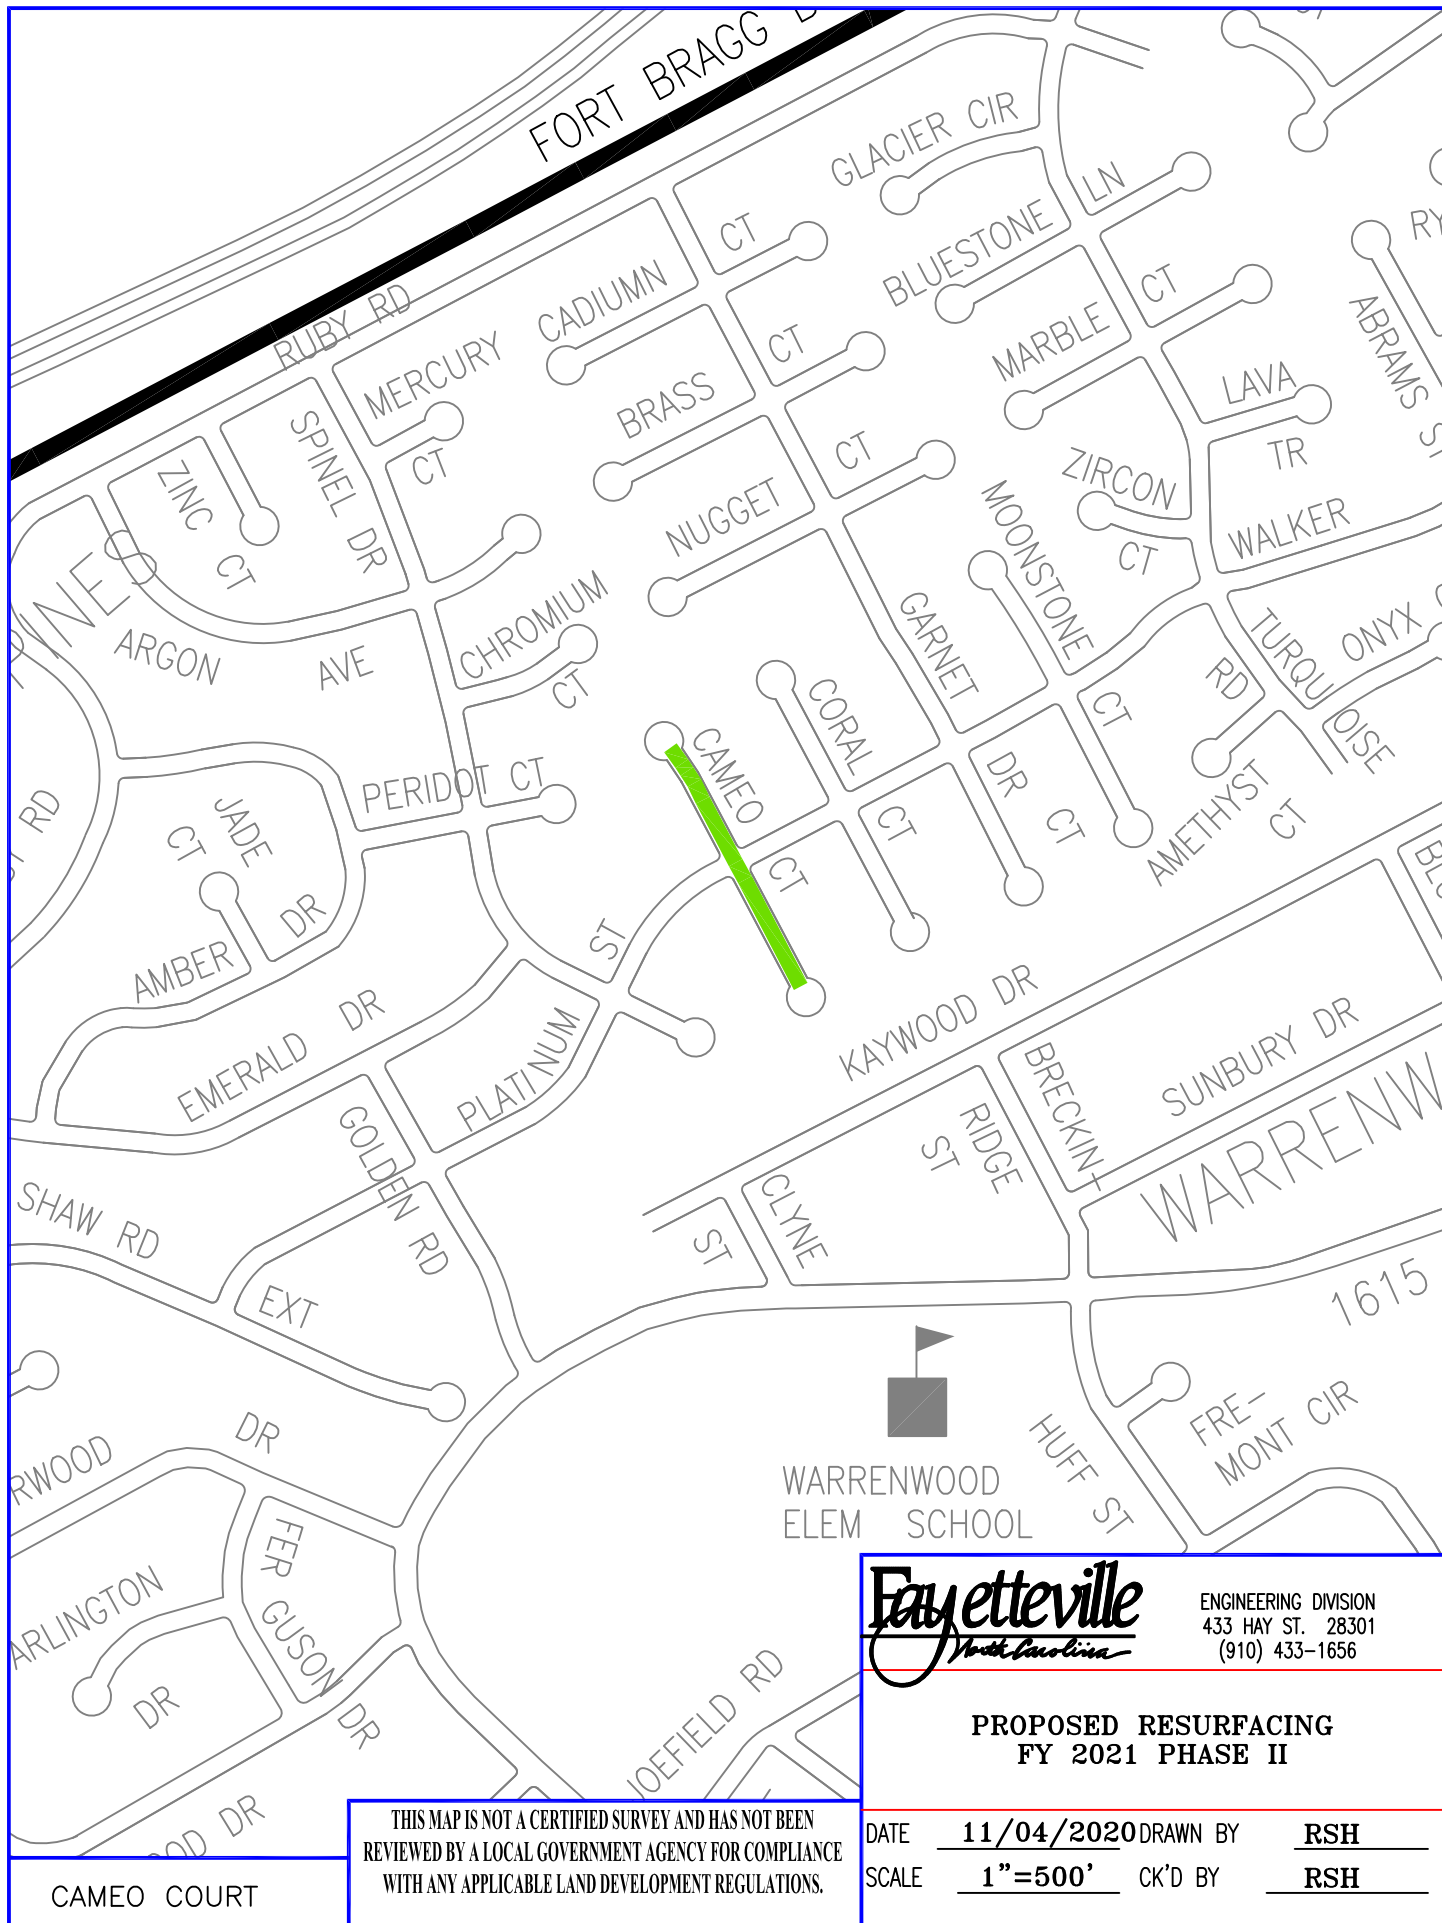 FORT BRAGG
GLACIER CIR
CT
LN
BLUESTONE
RUBY RD
CADIUMN
CT
MERCURY
CT
CT
MARBLE
ABRAMS
BRASS
LAVA
TR
SPINEL DR
ZINC
CT
CT
ZIRCON
CT
NUGGET
MOONSTONE
WALKER
PINES
ARGON
AVE
CHROMIUM
CT
GARNET
TURQU
OISE
ONYX
RD
CT
CORAL
CAMEO
PERIDOT CT
DR
CT
CT
CT
AMETHYST
CT
RD
JADE
CT
AMBER
DR
ST
EMERALD
DR
PLATINUM
KAYWOOD DR
BRECKIN-
RIDGE
ST
SUNBURY DR
WARRENW
GOLDEN RD
SHAW RD
EXT
CLYNE
ST
1615
WARRENWOOD
ELEM SCHOOL
HUFF ST
FRE-
MONT CIR
RWOOD
DR
FER
GUSON DR
ARLINGTON
DR
JOEFIELD RD
OD DR
Fayetteville
North Carolina
ENGINEERING DIVISION
433 HAY ST. 28301
(910) 433-1656
PROPOSED RESURFACING
FY 2021 PHASE II
DATE 11/04/2020 DRAWN BY RSH
SCALE 1"=500' CK'D BY RSH
THIS MAP IS NOT A CERTIFIED SURVEY AND HAS NOT BEEN
REVIEWED BY A LOCAL GOVERNMENT AGENCY FOR COMPLIANCE
WITH ANY APPLICABLE LAND DEVELOPMENT REGULATIONS.
CAMEO COURT